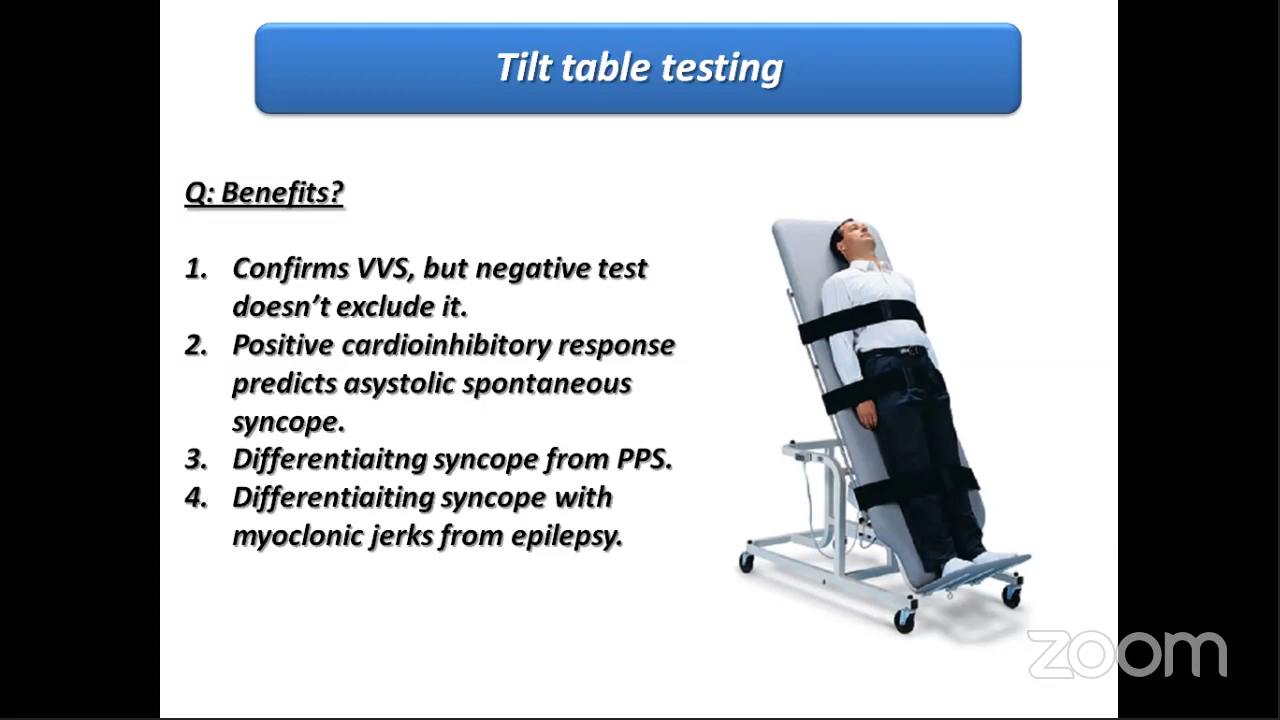 Tilt table testing
Q: Benefits?
1. Confirms VVS, but negative test
doesn't exclude it.
2. Positive cardioinhibitory response
predicts asystolic spontaneous
syncope.
3. Differentiaitng syncope from PPS.
4. Differentiaiting syncope with
myoclonic jerks from epilepsy.
zoom